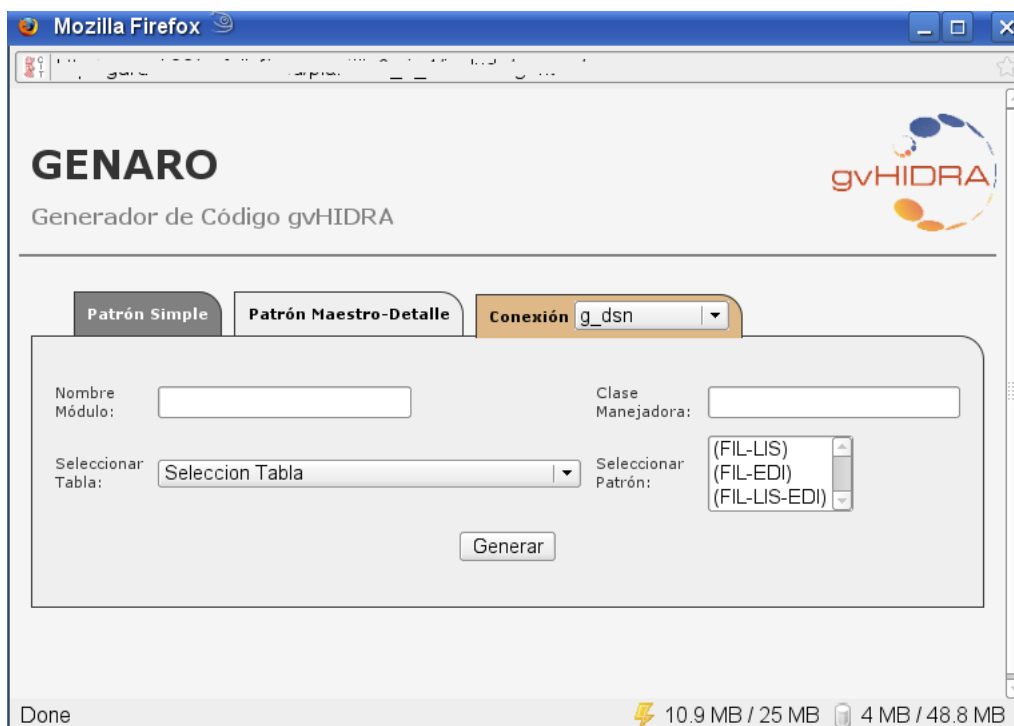 Mozilla Firefox
GENARO
gvHIDRA
Generador de Código gvHIDRA
Patrón Simple
Patrón Maestro-Detalle
Conexión g_dsn
Nombre Módulo:
Clase Manejadora:
Seleccionar Tabla:
Seleccion Tabla
Seleccionar Patrón:
(FIL-LIS)
(FIL-EDI)
(FIL-LIS-EDI)
Generar
Done
10.9 MB / 25 MB
4 MB / 48.8 MB